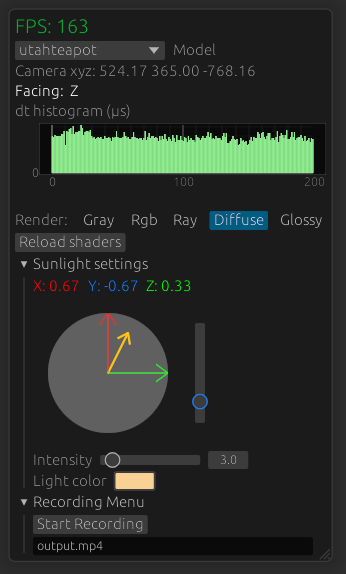 FPS: 163
utahteapot Model
Camera xyz: 524.17 365.00 -768.16
Facing: Z
dt histogram (µs)
0
0 100 200
Render: Gray Rgb Ray Diffuse Glossy
Reload shaders
Sunlight settings
X: 0.67 Y: -0.67 Z: 0.33
Intensity 3.0
Light color
Recording Menu
Start Recording
output.mp4